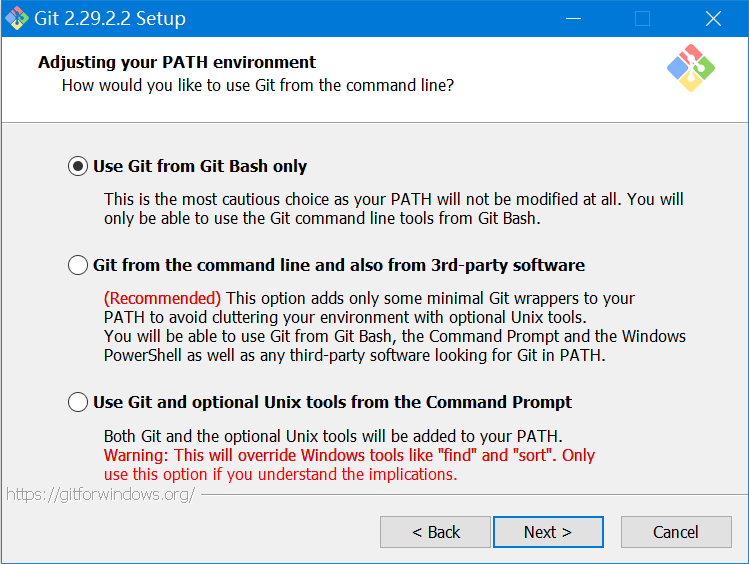 Git 2.29.2.2 Setup
Adjusting your PATH environment
How would you like to use Git from the command line?
Use Git from Git Bash only
This is the most cautious choice as your PATH will not be modified at all. You will
only be able to use the Git command line tools from Git Bash.
Git from the command line and also from 3rd-party software
(Recommended) This option adds only some minimal Git wrappers to your
PATH to avoid cluttering your environment with optional Unix tools.
You will be able to use Git from Git Bash, the Command Prompt and the Windows
PowerShell as well as any third-party software looking for Git in PATH.
Use Git and optional Unix tools from the Command Prompt
Both Git and the optional Unix tools will be added to your PATH.
Warning: This will override Windows tools like "find" and "sort". Only
use this option if you understand the implications.
https://gitforwindows.org/
< Back
Next >
Cancel